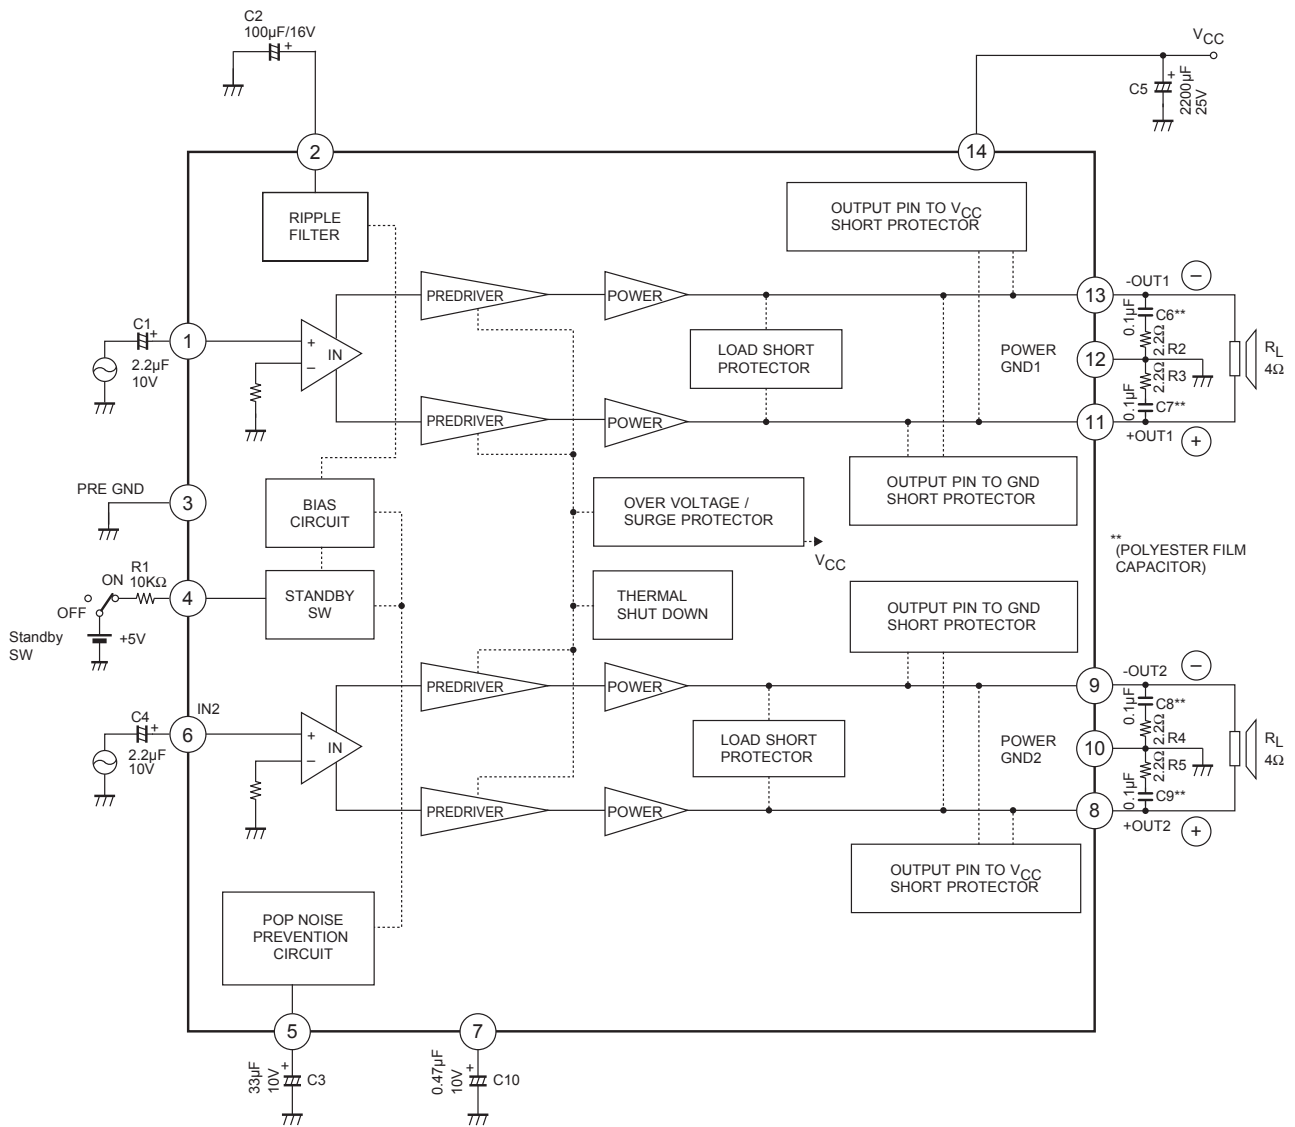 C2
100µF/16V
+
VCC
C5
+
2200µF
25V
2
14
RIPPLE
FILTER
OUTPUT PIN TO VCC
SHORT PROTECTOR
C1
+
2.2µF
10V
1
+
IN
−
PREDRIVER
POWER
PREDRIVER
POWER
LOAD SHORT
PROTECTOR
13
-OUT1
−
0.1µF
C6**
2.2Ω
R2
POWER
GND1
12
2.2Ω
R3
0.1µF
C7**
11
+OUT1
+
RL
4Ω
PRE GND
3
BIAS
CIRCUIT
OVER VOLTAGE /
SURGE PROTECTOR
VCC
OUTPUT PIN TO GND
SHORT PROTECTOR
**
(POLYESTER FILM
CAPACITOR)
R1
10KΩ
ON
OFF
4
Standby
SW
+5V
STANDBY
SW
THERMAL
SHUT DOWN
OUTPUT PIN TO GND
SHORT PROTECTOR
C4
+
2.2µF
10V
IN2
6
+
IN
−
PREDRIVER
POWER
PREDRIVER
POWER
LOAD SHORT
PROTECTOR
9
-OUT2
−
0.1µF
C8**
2.2Ω
R4
POWER
GND2
10
2.2Ω
R5
0.1µF
C9**
8
+OUT2
+
RL
4Ω
OUTPUT PIN TO VCC
SHORT PROTECTOR
POP NOISE
PREVENTION
CIRCUIT
5
7
33µF
10V
+
C3
0.47µF
10V
+
C10